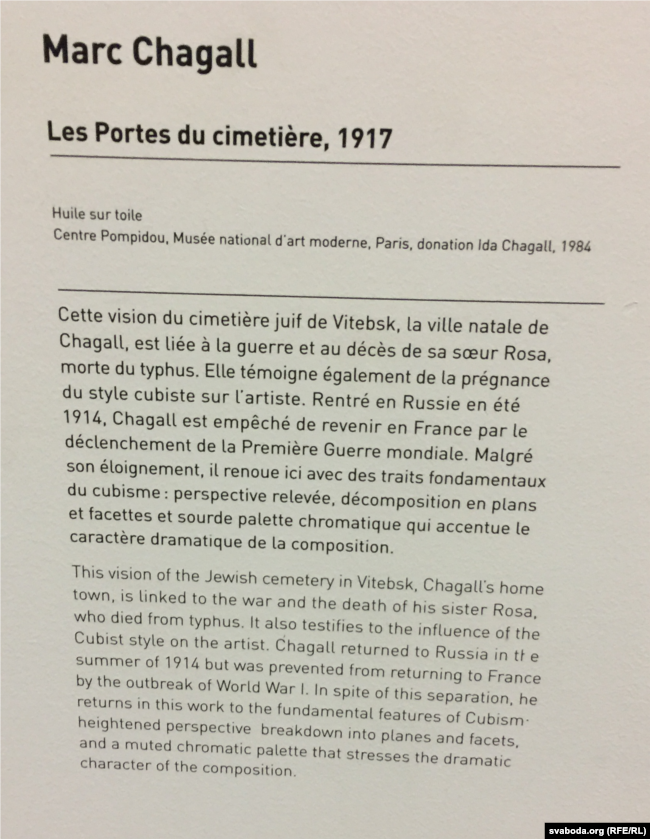 Marc Chagall
Les Portes du cimetière, 1917
Huile sur toile
Centre Pompidou, Musée national d'art moderne, Paris, donation Ida Chagall, 1984
Cette vision du cimetière juif de Vitebsk, la ville natale de
Chagall, est liée à la guerre et au décès de sa sœur Rosa,
morte du typhus. Elle témoigne également de la prégnance
du style cubiste sur l'artiste. Rentré en Russie en été
1914, Chagall est empêché de revenir en France par le
déclenchement de la Première Guerre mondiale. Malgré
son éloignement, il renoue ici avec des traits fondamentaux
du cubisme : perspective relevée, décomposition en plans
et facettes et sourde palette chromatique qui accentue le
caractère dramatique de la composition.
This vision of the Jewish cemetery in Vitebsk, Chagall's home
town, is linked to the war and the death of his sister Rosa,
who died from typhus. It also testifies to the influence of the
Cubist style on the artist. Chagall returned to Russia in the
summer of 1914 but was prevented from returning to France
by the outbreak of World War I. In spite of this separation, he
returns in this work to the fundamental features of Cubism·
heightened perspective breakdown into planes and facets,
and a muted chromatic palette that stresses the dramatic
character of the composition.
svaboda.org (RFE/RL)